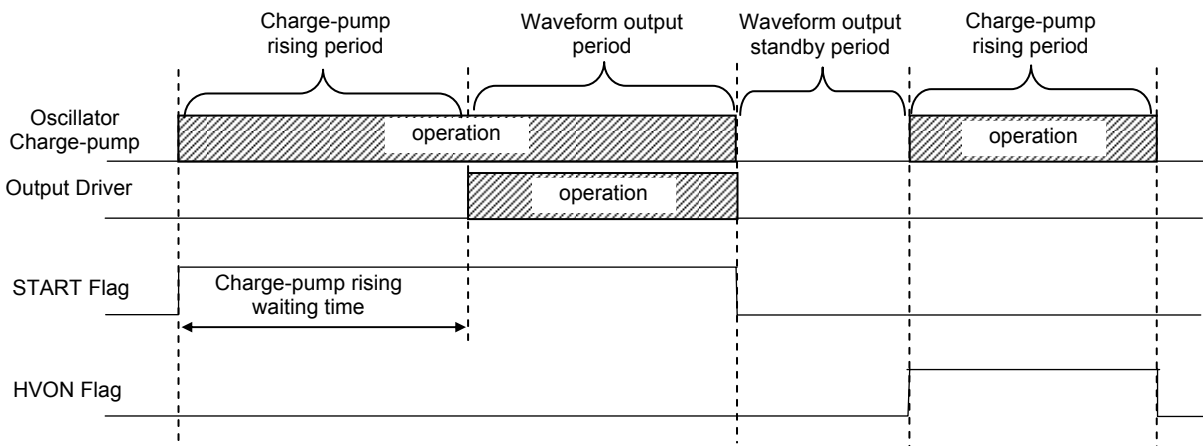 Charge-pump
rising period
Waveform output
period
Waveform output
standby period
Charge-pump
rising period
Oscillator
Charge-pump
operation
operation
Output Driver
operation
START Flag
Charge-pump rising
waiting time
HVON Flag